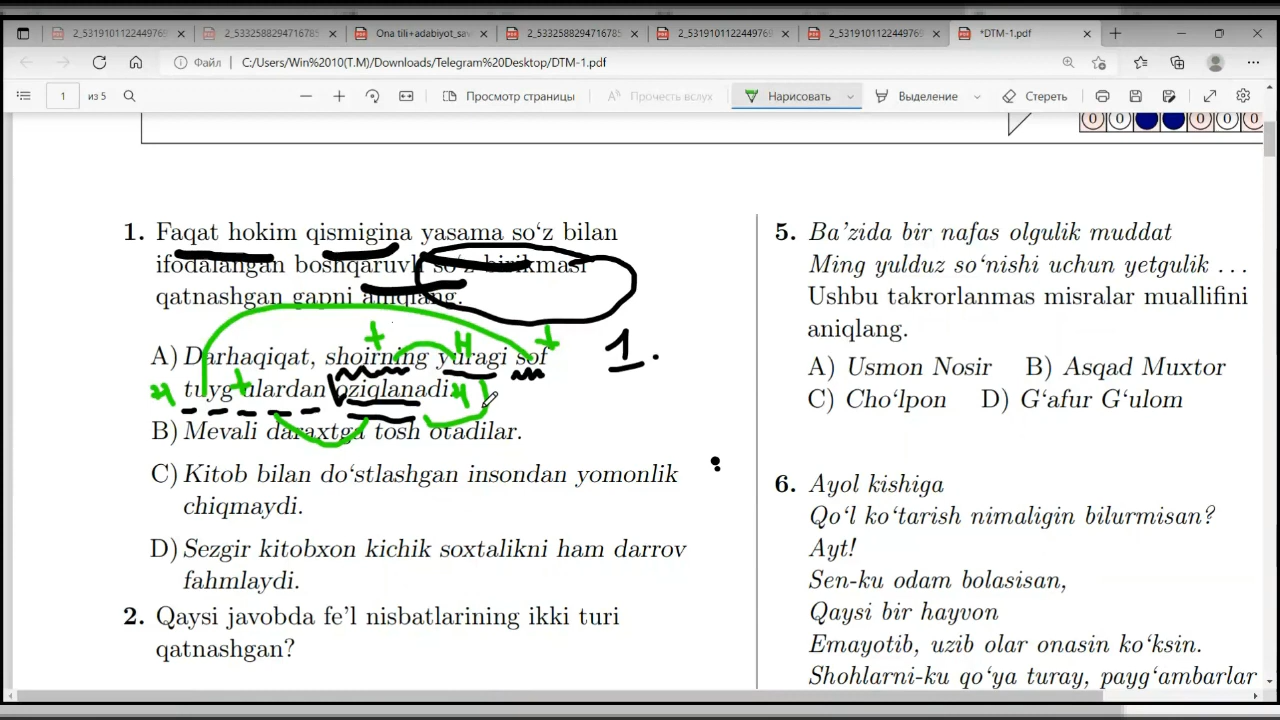 2_5319101122449765
2_5332588294716785
Ona tili+adabiyot_sav
2_5332588294716785
2_5319101122449765
2_5319101122449765
*DTM-1.pdf
Файл
C:/Users/Win%2010(T.M)/Downloads/Telegram%20Desktop/DTM-1.pdf
1 из 5
Просмотр страницы
Прочесть вслух
Нарисовать
Выделение
Стереть
0 0 0
1. Faqat hokim qismigina yasama so‘z bilan
ifodalangan boshqaruvli so‘z birikmasi
qatnashgan gapni aniqlang.
A) Darhaqiqat, shoirning yuragi sof
tuyg‘ulardan oziqlanadi.
B) Mevali daraxtga tosh otadilar.
C) Kitob bilan do‘stlashgan insondan yomonlik
chiqmaydi.
D) Sezgir kitobxon kichik soxtalikni ham darrov
fahmlaydi.
1.
2. Qaysi javobda fe’l nisbatlarining ikki turi
qatnashgan?
5. Ba’zida bir nafas olgulik muddat
Ming yulduz so‘nishi uchun yetgulik ...
Ushbu takrorlanmas misralar muallifini
aniqlang.
A) Usmon Nosir B) Asqad Muxtor
C) Cho‘lpon D) G‘afur G‘ulom
6. Ayol kishiga
Qo‘l ko‘tarish nimaligin bilurmisan?
Ayt!
Sen-ku odam bolasisan,
Qaysi bir hayvon
Emayotib, uzib olar onasin ko‘ksin.
Shohlarni-ku qo‘ya turay, payg‘ambarlar